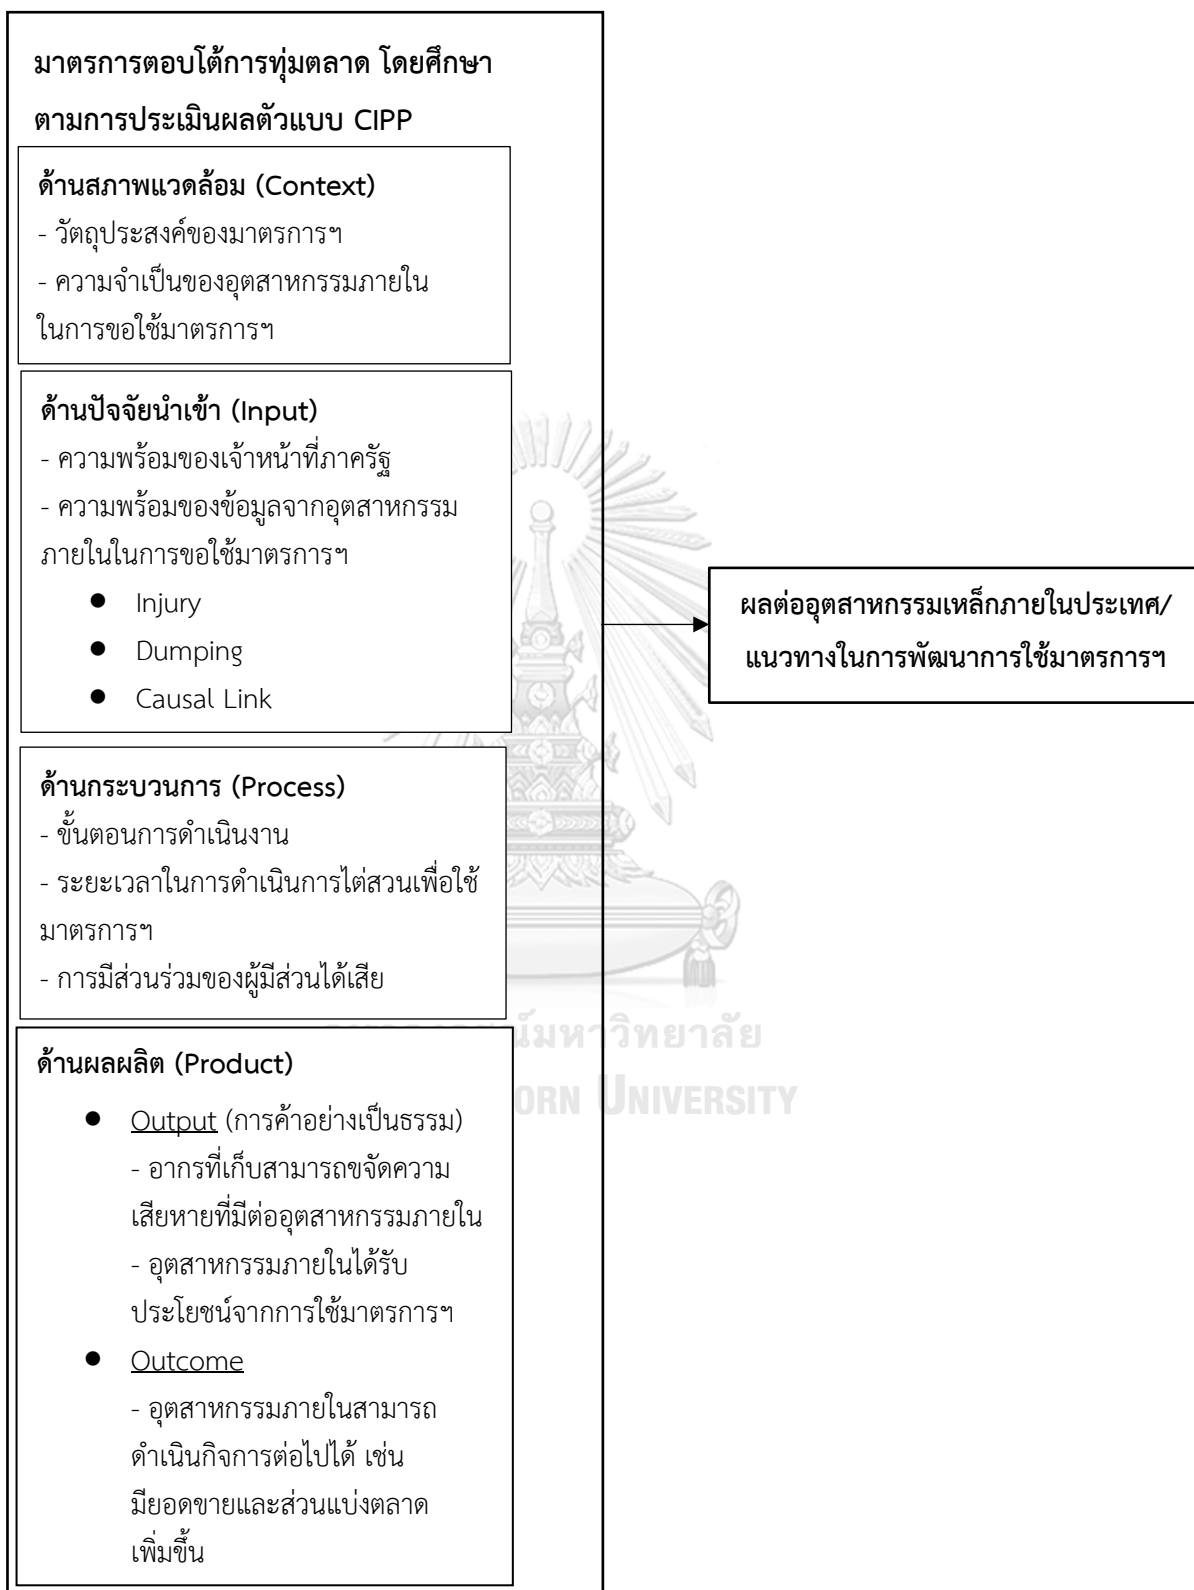 มาตรการตอบโต้การทุ่มตลาด โดยศึกษา
ตามการประเมินผลตัวแบบ CIPP
ด้านสภาพแวดล้อม (Context)
- วัตถุประสงค์ของมาตรการฯ
- ความจำเป็นของอุตสาหกรรมภายใน
ในการขอใช้มาตรการฯ
ด้านปัจจัยนำเข้า (Input)
- ความพร้อมของเจ้าหน้าที่ภาครัฐ
- ความพร้อมของข้อมูลจากอุตสาหกรรม
ภายในในการขอใช้มาตรการฯ
● Injury
● Dumping
● Causal Link
ด้านกระบวนการ (Process)
- ขั้นตอนการดำเนินงาน
- ระยะเวลาในการดำเนินการไต่สวนเพื่อใช้
มาตรการฯ
- การมีส่วนร่วมของผู้มีส่วนได้เสีย
ด้านผลผลิต (Product)
● Output (การค้าอย่างเป็นธรรม)
- อากรที่เก็บสามารถขจัดความ
เสียหายที่มีต่ออุตสาหกรรมภายใน
- อุตสาหกรรมภายในได้รับ
ประโยชน์จากการใช้มาตรการฯ
● Outcome
- อุตสาหกรรมภายในสามารถ
ดำเนินกิจการต่อไปได้ เช่น
มียอดขายและส่วนแบ่งตลาด
เพิ่มขึ้น
ผลต่ออุตสาหกรรมเหล็กภายในประเทศ/
แนวทางในการพัฒนาการใช้มาตรการฯ
มหาวิทยาลัย
UNIVERSITY